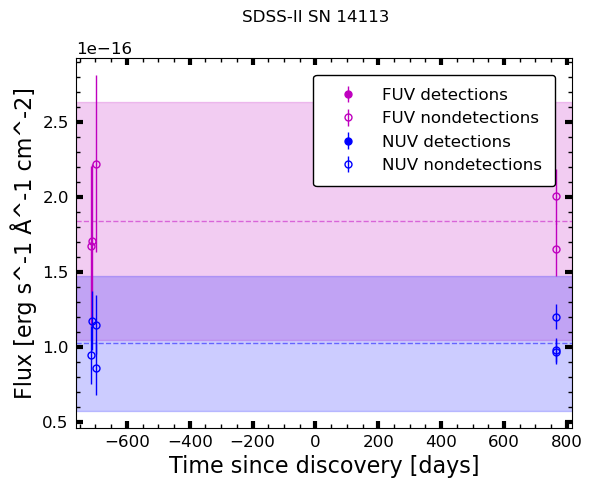 SDSS-II SN 14113
1e−16
FUV detections
FUV nondetections
NUV detections
NUV nondetections
2.5
2.0
1.5
1.0
0.5
Flux [erg s^-1 Å^-1 cm^-2]
−600 −400 −200 0 200 400 600 800
Time since discovery [days]